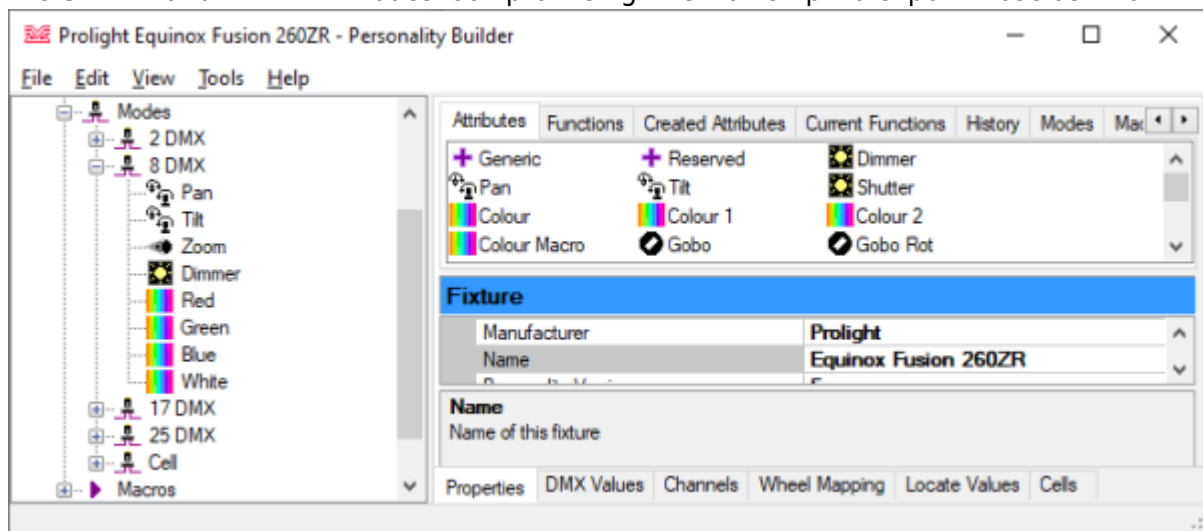 Prolight Equinox Fusion 260ZR - Personality Builder
File Edit View Tools Help
Modes
2 DMX
8 DMX
Pan
Tilt
Zoom
Dimmer
Red
Green
Blue
White
17 DMX
25 DMX
Cell
Macros
Attributes Functions Created Attributes Current Functions History Modes
Generic Reserved Dimmer
Pan Tilt Shutter
Colour Colour 1 Colour 2
Colour Macro Gobo Gobo Rot
Fixture
Manufacturer Prolight
Name Equinox Fusion 260ZR
Name
Name of this fixture
Properties DMX Values Channels Wheel Mapping Locate Values Cells